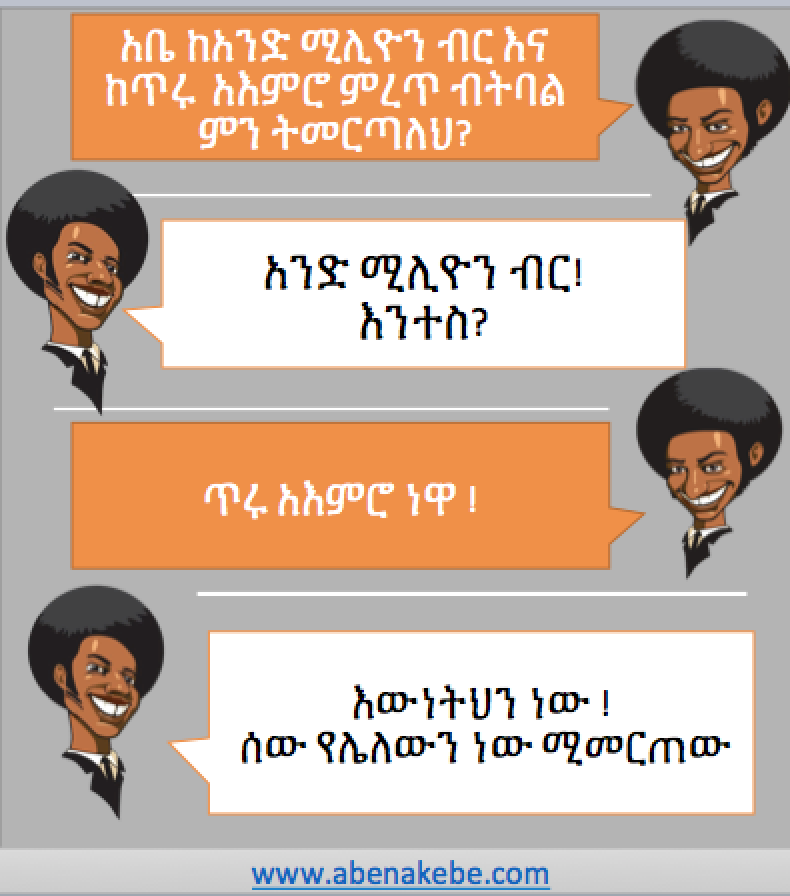 አቤ ከአንድ ሚሊዮን ብር እና
ከጥሩ አእምሮ ምረጥ ብትባል
ምን ትመርጣለህ?
አንድ ሚሊዮን ብር!
እንተስ?
ጥሩ አእምሮ ነዋ !
እውነትህን ነው !
ሰው የሌለውን ነው ሚመርጠው
www.abenakebe.com